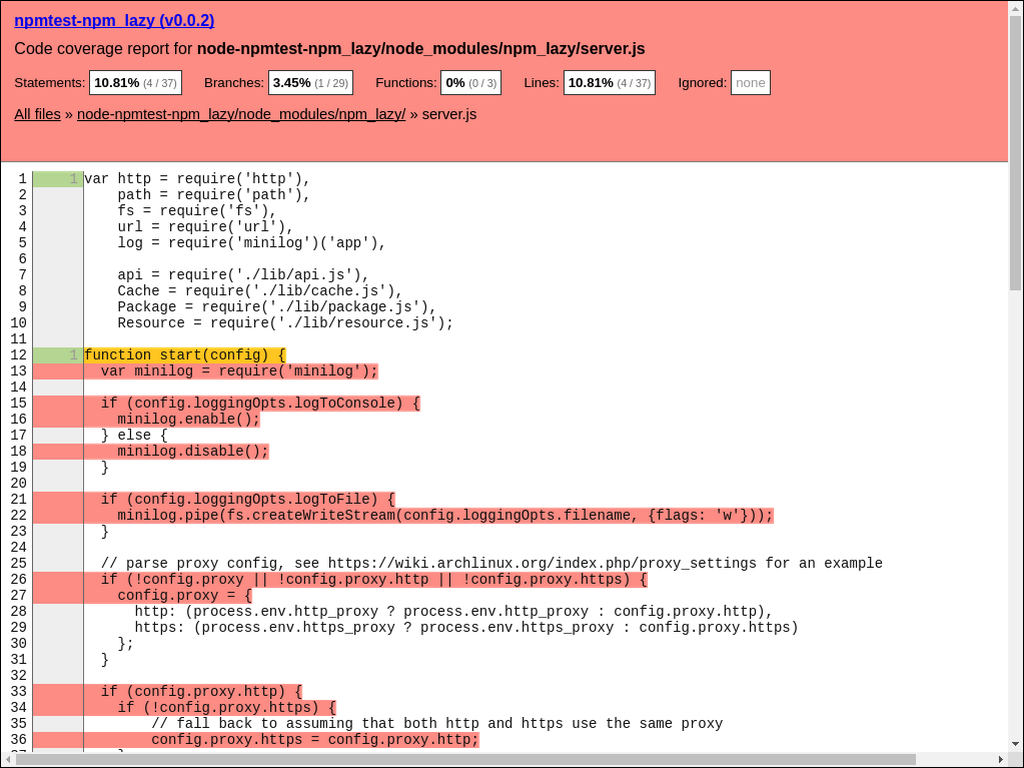 npmtest-npm_lazy (v0.0.2)
Code coverage report for node-npmtest-npm_lazy/node_modules/npm_lazy/server.js
Statements: 10.81% (4 / 37) Branches: 3.45% (1 / 29) Functions: 0% (0 / 3) Lines: 10.81% (4 / 37) Ignored: none
All files » node-npmtest-npm_lazy/node_modules/npm_lazy/ » server.js
1 1 var http = require('http'),
2     path = require('path'),
3     fs = require('fs'),
4     url = require('url'),
5     log = require('minilog')('app'),
6
7     api = require('./lib/api.js'),
8     Cache = require('./lib/cache.js'),
9     Package = require('./lib/package.js'),
10     Resource = require('./lib/resource.js');
11
12 1 function start(config) {
13   var minilog = require('minilog');
14
15   if (config.loggingOpts.logToConsole) {
16     minilog.enable();
17   } else {
18     minilog.disable();
19   }
20
21   if (config.loggingOpts.logToFile) {
22     minilog.pipe(fs.createWriteStream(config.loggingOpts.filename, {flags: 'w'}));
23   }
24
25   // parse proxy config, see https://wiki.archlinux.org/index.php/proxy_settings for an example
26   if (!config.proxy || !config.proxy.http || !config.proxy.https) {
27     config.proxy = {
28       http: (process.env.http_proxy ? process.env.http_proxy : config.proxy.http),
29       https: (process.env.https_proxy ? process.env.https_proxy : config.proxy.https)
30     };
31   }
32
33   if (config.proxy.http) {
34     if (!config.proxy.https) {
35         // fall back to assuming that both http and https use the same proxy
36         config.proxy.https = config.proxy.http;